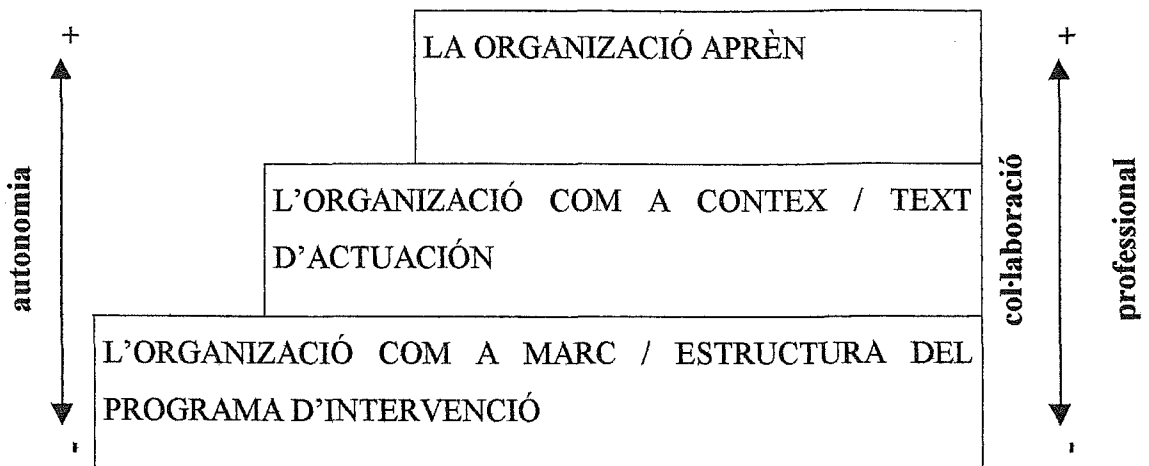 +
+
LA ORGANIZACIÓ APRÈN
autonomia
L'ORGANIZACIÓ COM A CONTEX / TEXT
D'ACTUACIÓN
col·laboració
professional
L'ORGANIZACIÓ COM A MARC / ESTRUCTURA DEL
PROGRAMA D'INTERVENCIÓ
-
-